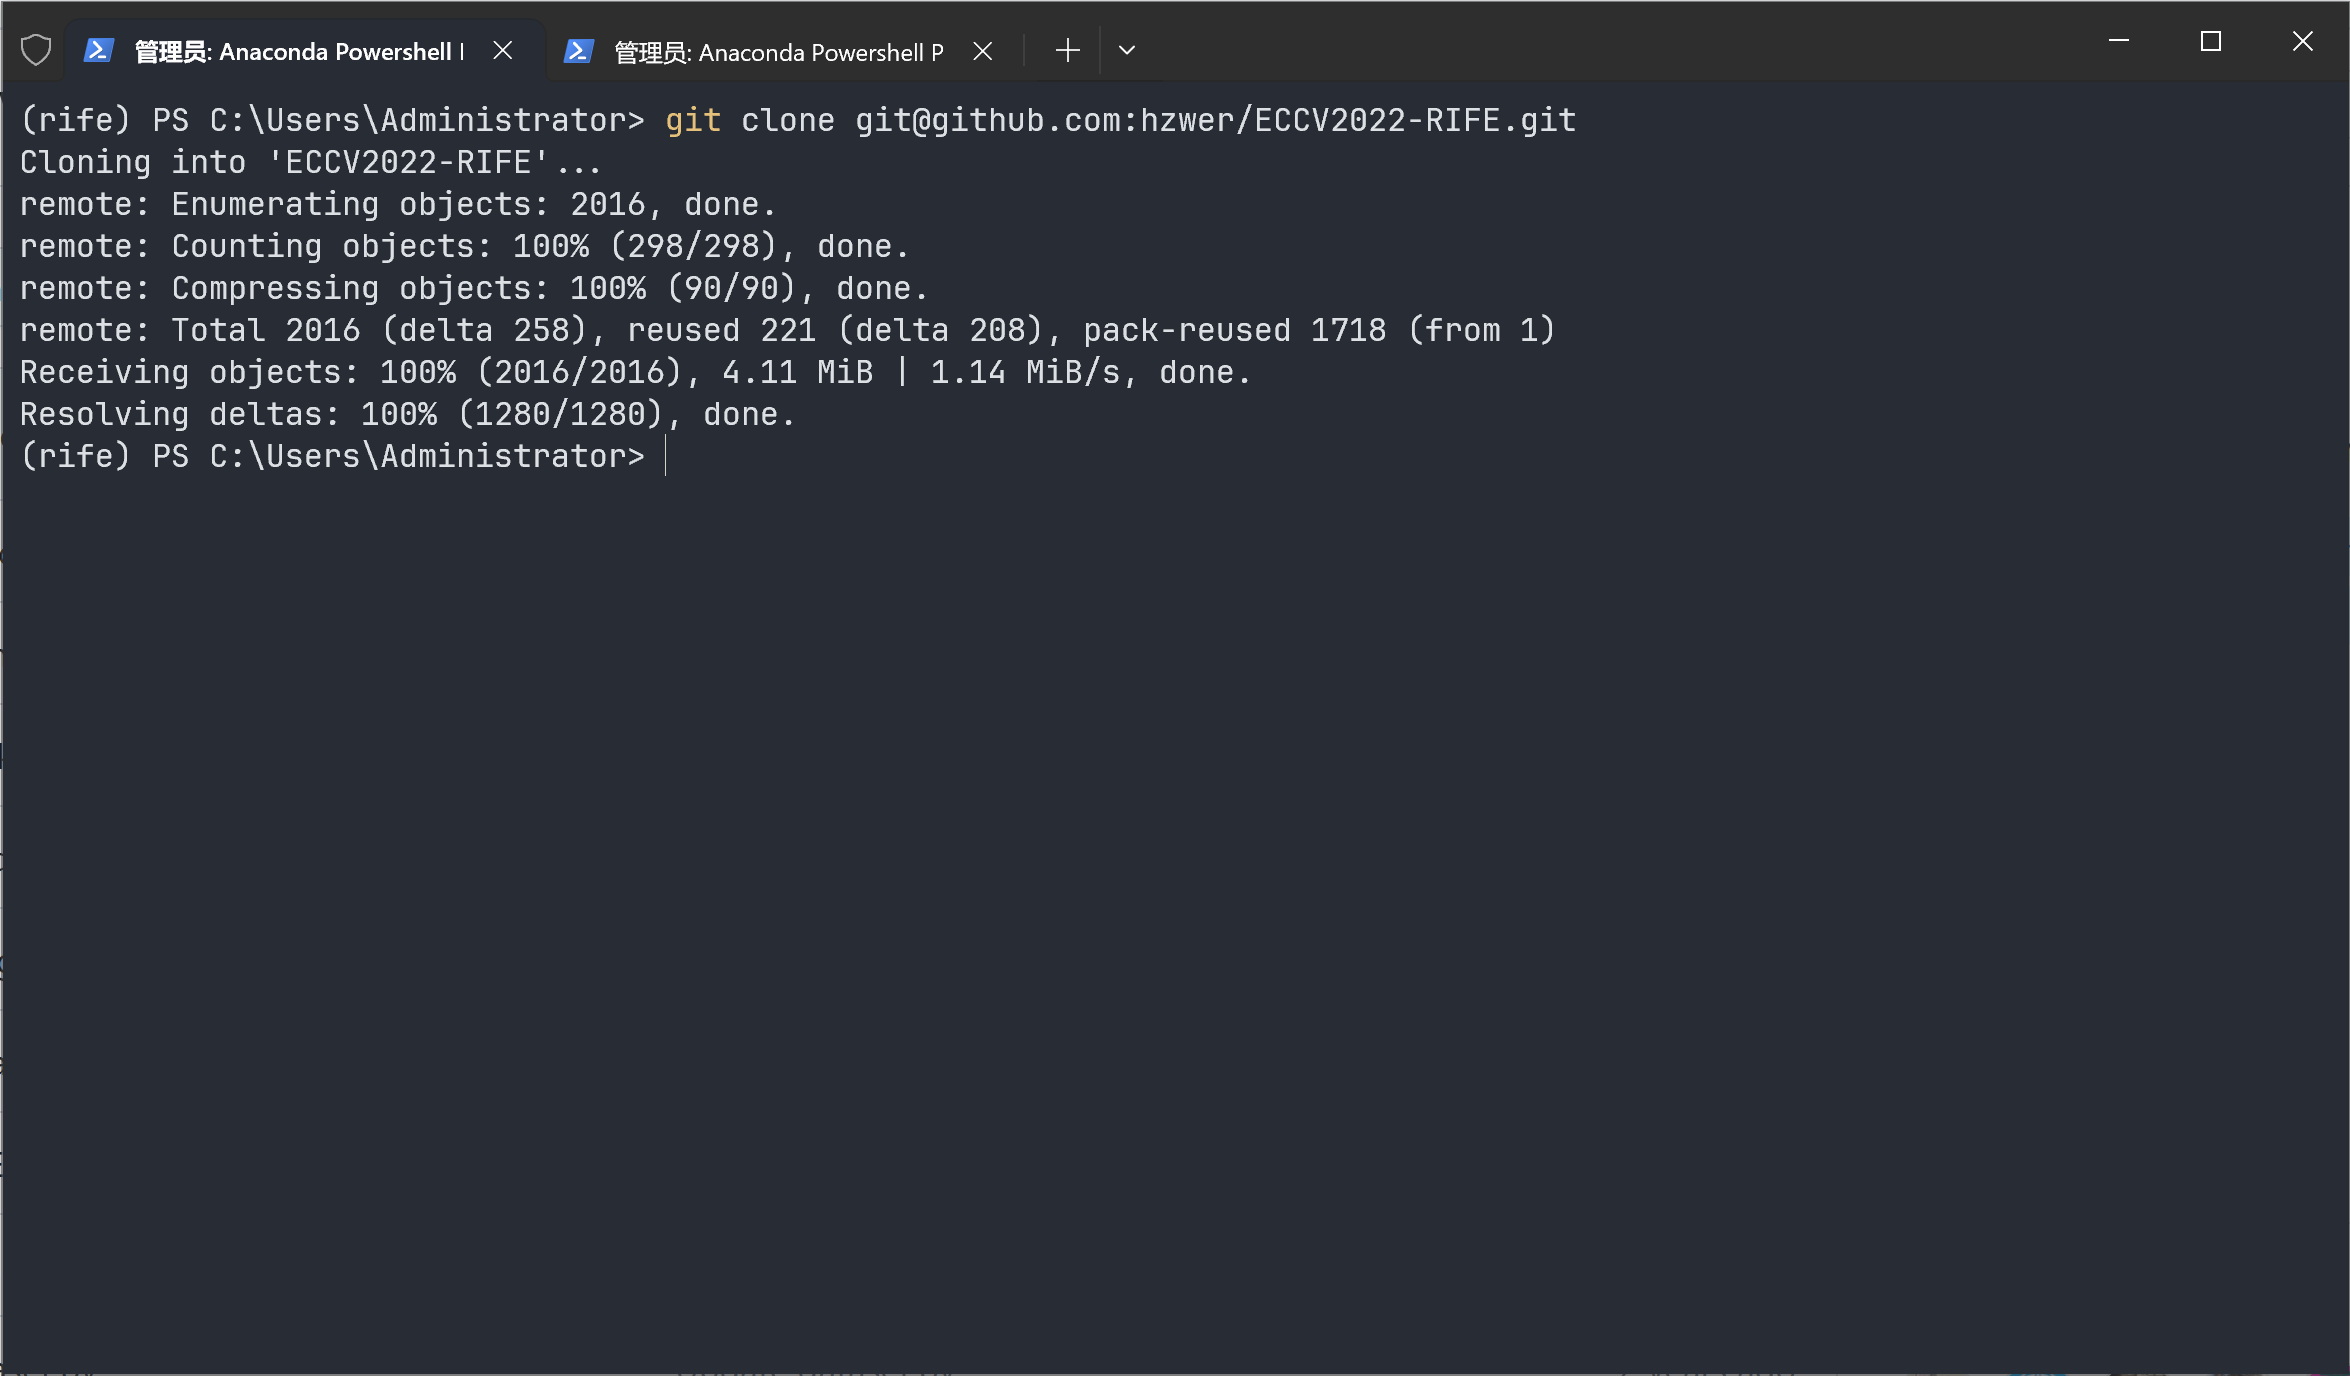 管理员: Anaconda Powershell
管理员: Anaconda Powershell P
(rife) PS C:\Users\Administrator> git clone git@github.com:hzwer/ECCV2022-RIFE.git
Cloning into 'ECCV2022-RIFE'...
remote: Enumerating objects: 2016, done.
remote: Counting objects: 100% (298/298), done.
remote: Compressing objects: 100% (90/90), done.
remote: Total 2016 (delta 258), reused 221 (delta 208), pack-reused 1718 (from 1)
Receiving objects: 100% (2016/2016), 4.11 MiB | 1.14 MiB/s, done.
Resolving deltas: 100% (1280/1280), done.
(rife) PS C:\Users\Administrator>